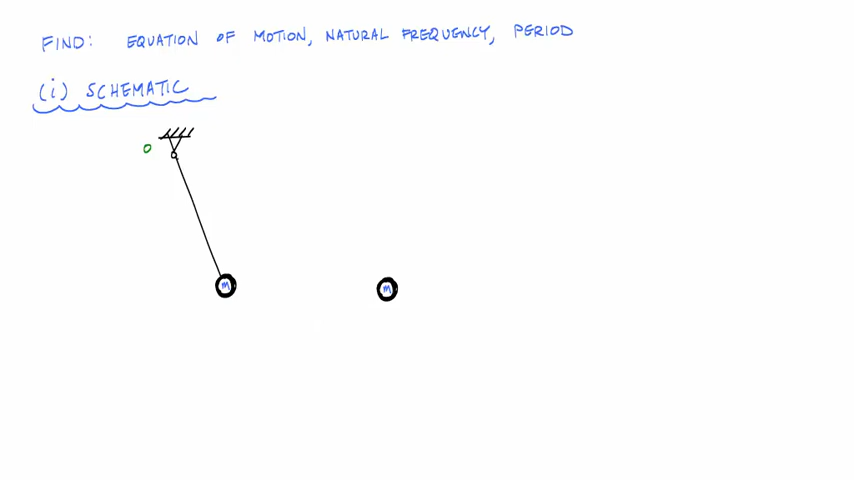 FIND: EQUATION OF MOTION, NATURAL FREQUENCY, PERIOD
(i) SCHEMATIC
O
m
m